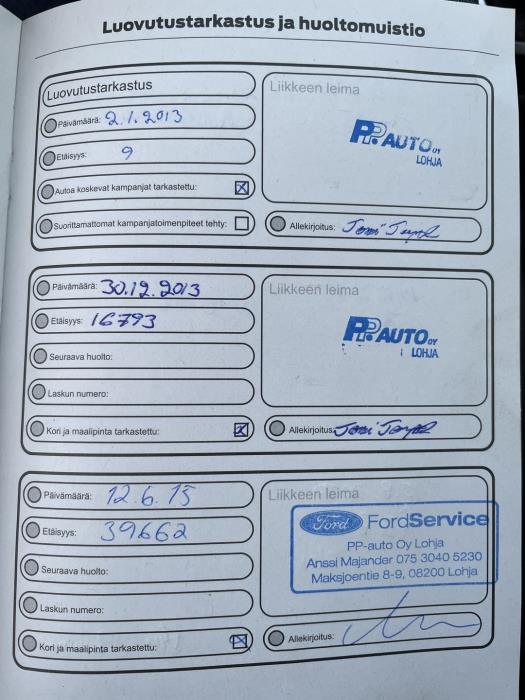 Luovutustarkastus ja huoltomuistio
Luovutustarkastus
Päivämäärä: 2.1.2013
Etäisyys: 9
Autoa koskevat kampanjat tarkastettu: X
Suorittamattomat kampanjatoimenpiteet tehty:
Liikkeen leima
PP. AUTO OY
LOHJA
Allekirjoitus:
Päivämäärä: 30.12.2013
Etäisyys: 16793
Seuraava huolto:
Laskun numero:
Kori ja maalipinta tarkastettu: X
Liikkeen leima
PP. AUTO OY
LOHJA
Allekirjoitus:
Päivämäärä: 12.6.15
Etäisyys: 39662
Seuraava huolto:
Laskun numero:
Kori ja maalipinta tarkastettu: X
Liikkeen leima
Ford FordService
PP-auto Oy Lohja
Anssi Majander 075 3040 5230
Maksjoentie 8-9, 08200 Lohja
Allekirjoitus: